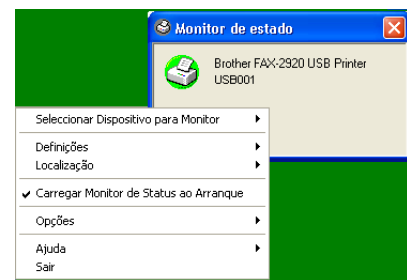 Monitor de estado
Brother FAX-2920 USB Printer
USB001
Seleccionar Dispositivo para Monitor
Definições
Localização
Carregar Monitor de Status ao Arranque
Opções
Ajuda
Sair